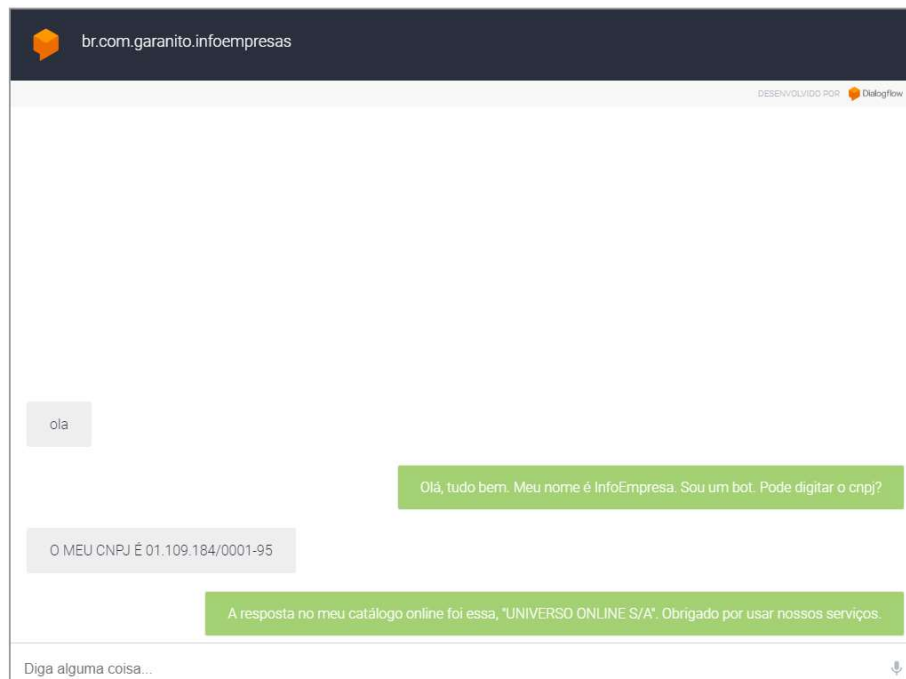 br.com.garanito.infoempresas
DESENVOLVIDO POR Dialogflow
ola
Olá, tudo bem. Meu nome é InfoEmpresa. Sou um bot. Pode digitar o cnpj?
O MEU CNPJ É 01.109.184/0001-95
A resposta no meu catálogo online foi essa, "UNIVERSO ONLINE S/A". Obrigado por usar nossos serviços.
Diga alguma coisa...